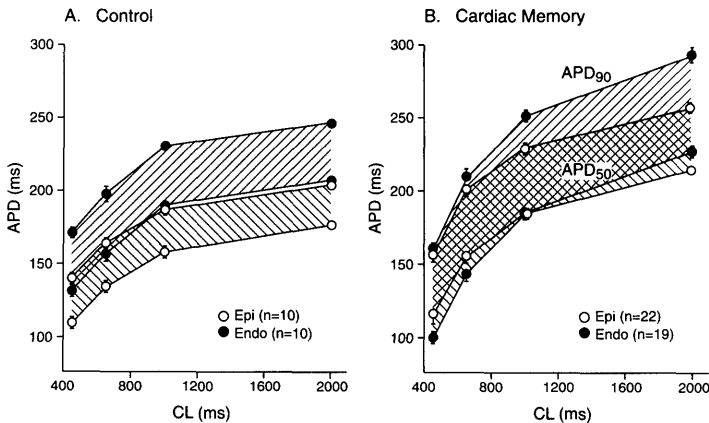 A. Control
300
250
200
150
100
APD (ms)
400 800 1200 1600 2000
CL (ms)
Epi (n=10)
Endo (n=10)
B. Cardiac Memory
300
250
200
150
100
APD (ms)
APD90
APD50
400 800 1200 1600 2000
CL (ms)
Epi (n=22)
Endo (n=19)